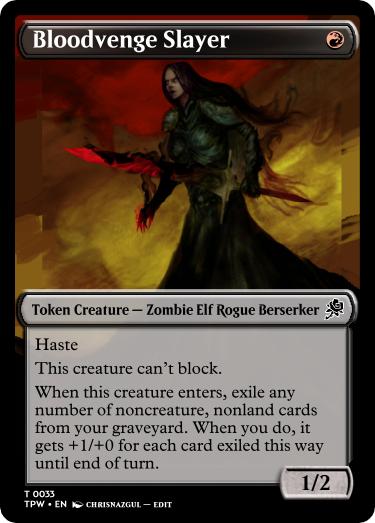 Bloodvenge Slayer
Token Creature — Zombie Elf Rogue Berserker
Haste
This creature can't block.
When this creature enters, exile any
number of noncreature, nonland cards
from your graveyard. When you do, it
gets +1/+0 for each card exiled this way
until end of turn.
1/2
T 0033
TPW • EN CHRISNAZGUL — EDIT